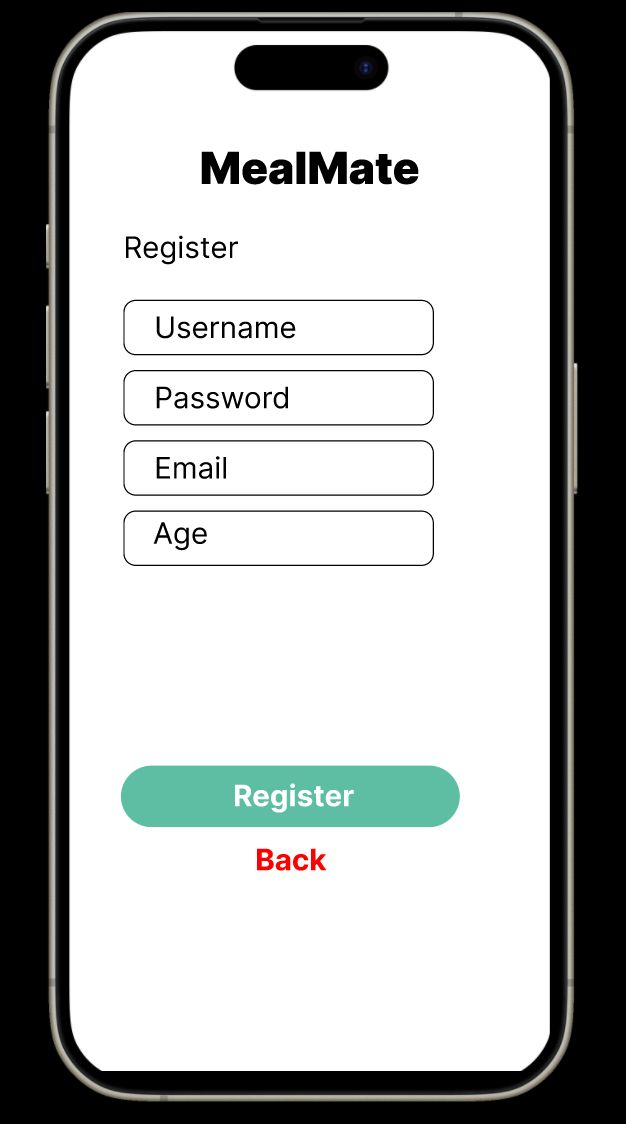 MealMate
Register
Username
Password
Email
Age
Register
Back